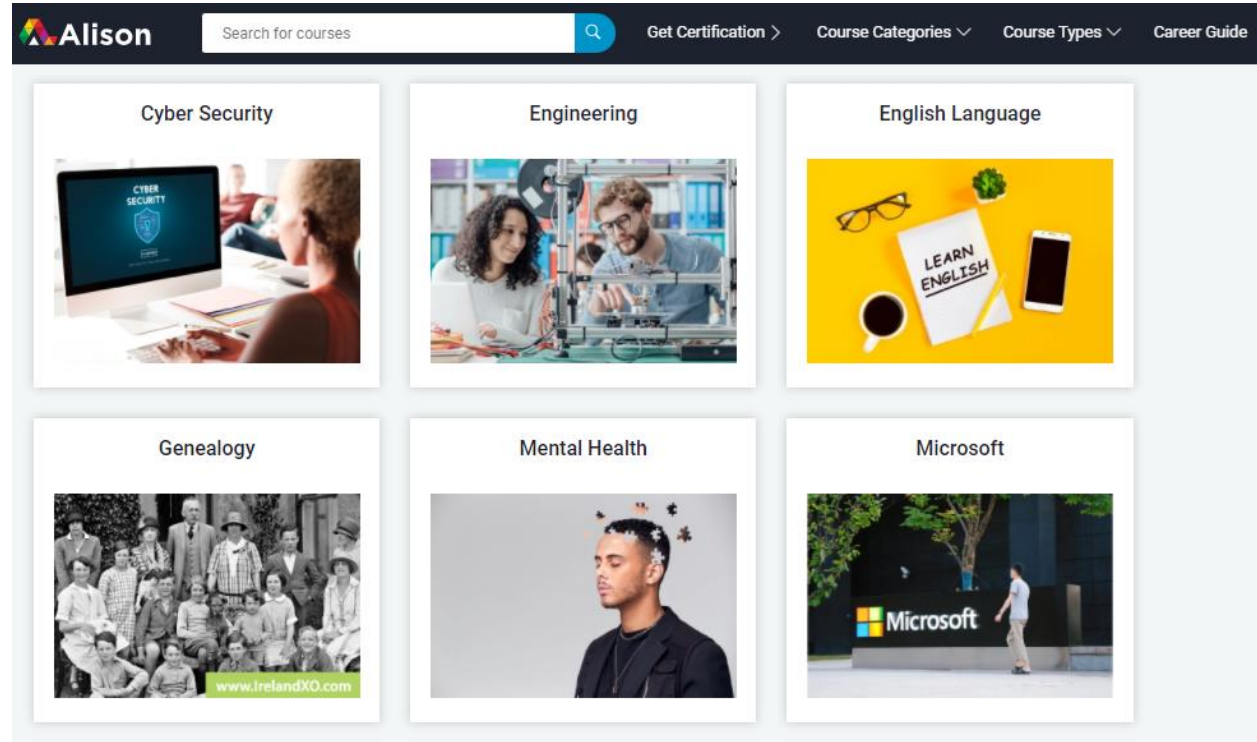 Alison
Search for courses
Get Certification >
Course Categories
Course Types
Career Guide
Cyber Security
Engineering
English Language
CYBER
SECURITY
LEARN
ENGLISH
Genealogy
Mental Health
Microsoft
www.IrelandXO.com
Microsoft